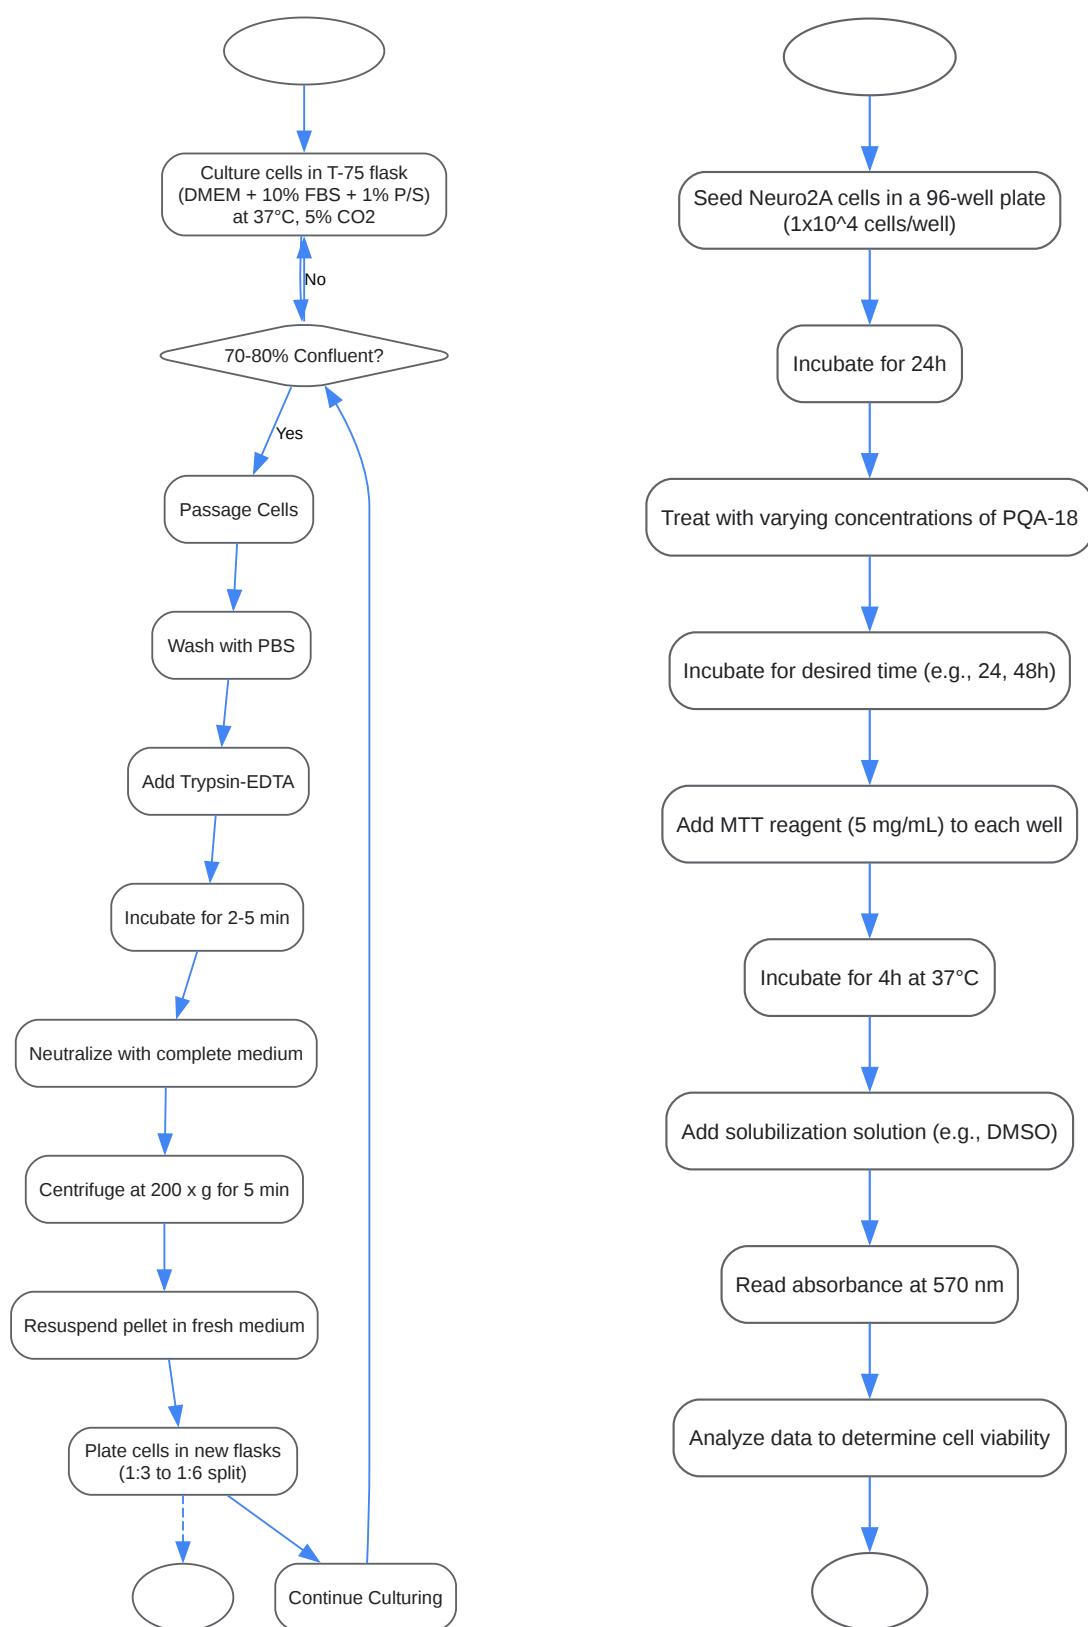 Culture cells in T-75 flask
(DMEM + 10% FBS + 1% P/S)
at 37°C, 5% CO2
No
70-80% Confluent?
Yes
Passage Cells
Wash with PBS
Add Trypsin-EDTA
Incubate for 2-5 min
Neutralize with complete medium
Centrifuge at 200 x g for 5 min
Resuspend pellet in fresh medium
Plate cells in new flasks
(1:3 to 1:6 split)
Continue Culturing
Seed Neuro2A cells in a 96-well plate
(1x10^4 cells/well)
Incubate for 24h
Treat with varying concentrations of PQA-18
Incubate for desired time (e.g., 24, 48h)
Add MTT reagent (5 mg/mL) to each well
Incubate for 4h at 37°C
Add solubilization solution (e.g., DMSO)
Read absorbance at 570 nm
Analyze data to determine cell viability